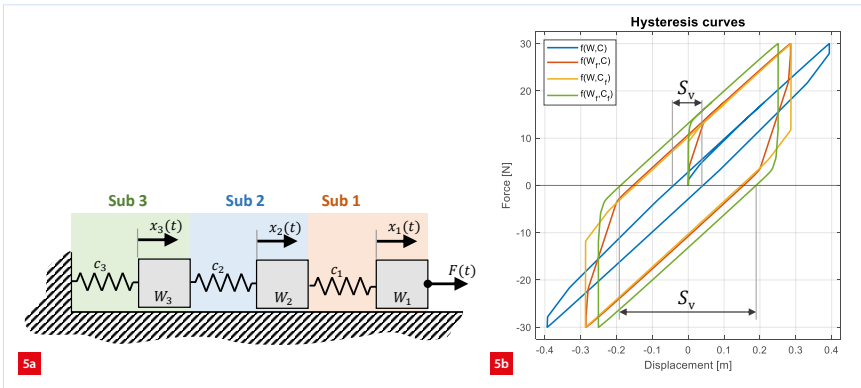 Sub 3 Sub 2 Sub 1
x₃(t) x₂(t) x₁(t)
c₃ c₂ c₁ F(t)
W₃ W₂ W₁
5a
Hysteresis curves
f(W,C)
f(Wᵣ,C)
f(W,C_f)
f(Wᵣ,C_f)
Sᵥ
Sᵥ
Force [N]
30
20
10
0
-10
-20
-30
-0.4 -0.3 -0.2 -0.1 0 0.1 0.2 0.3 0.4
Displacement [m]
5b